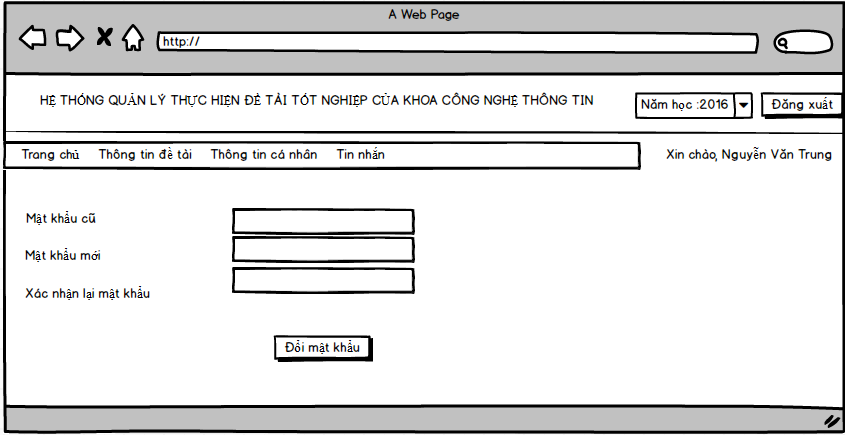 A Web Page
http://
HỆ THỐNG QUẢN LÝ THỰC HIỆN ĐỀ TẢI TÓT NGHIỆP CỦA KHOA CÔNG NGHỆ THÔNG TIN
Năm học :2016
Đăng xuất
Trang chủ
Thông tin đề tài
Thông tin cá nhân
Tin nhắn
Xin chào, Nguyễn Văn Trung
Mật khẩu cũ
Mật khẩu mới
Xác nhận lại mật khẩu
Đổi mật khẩu